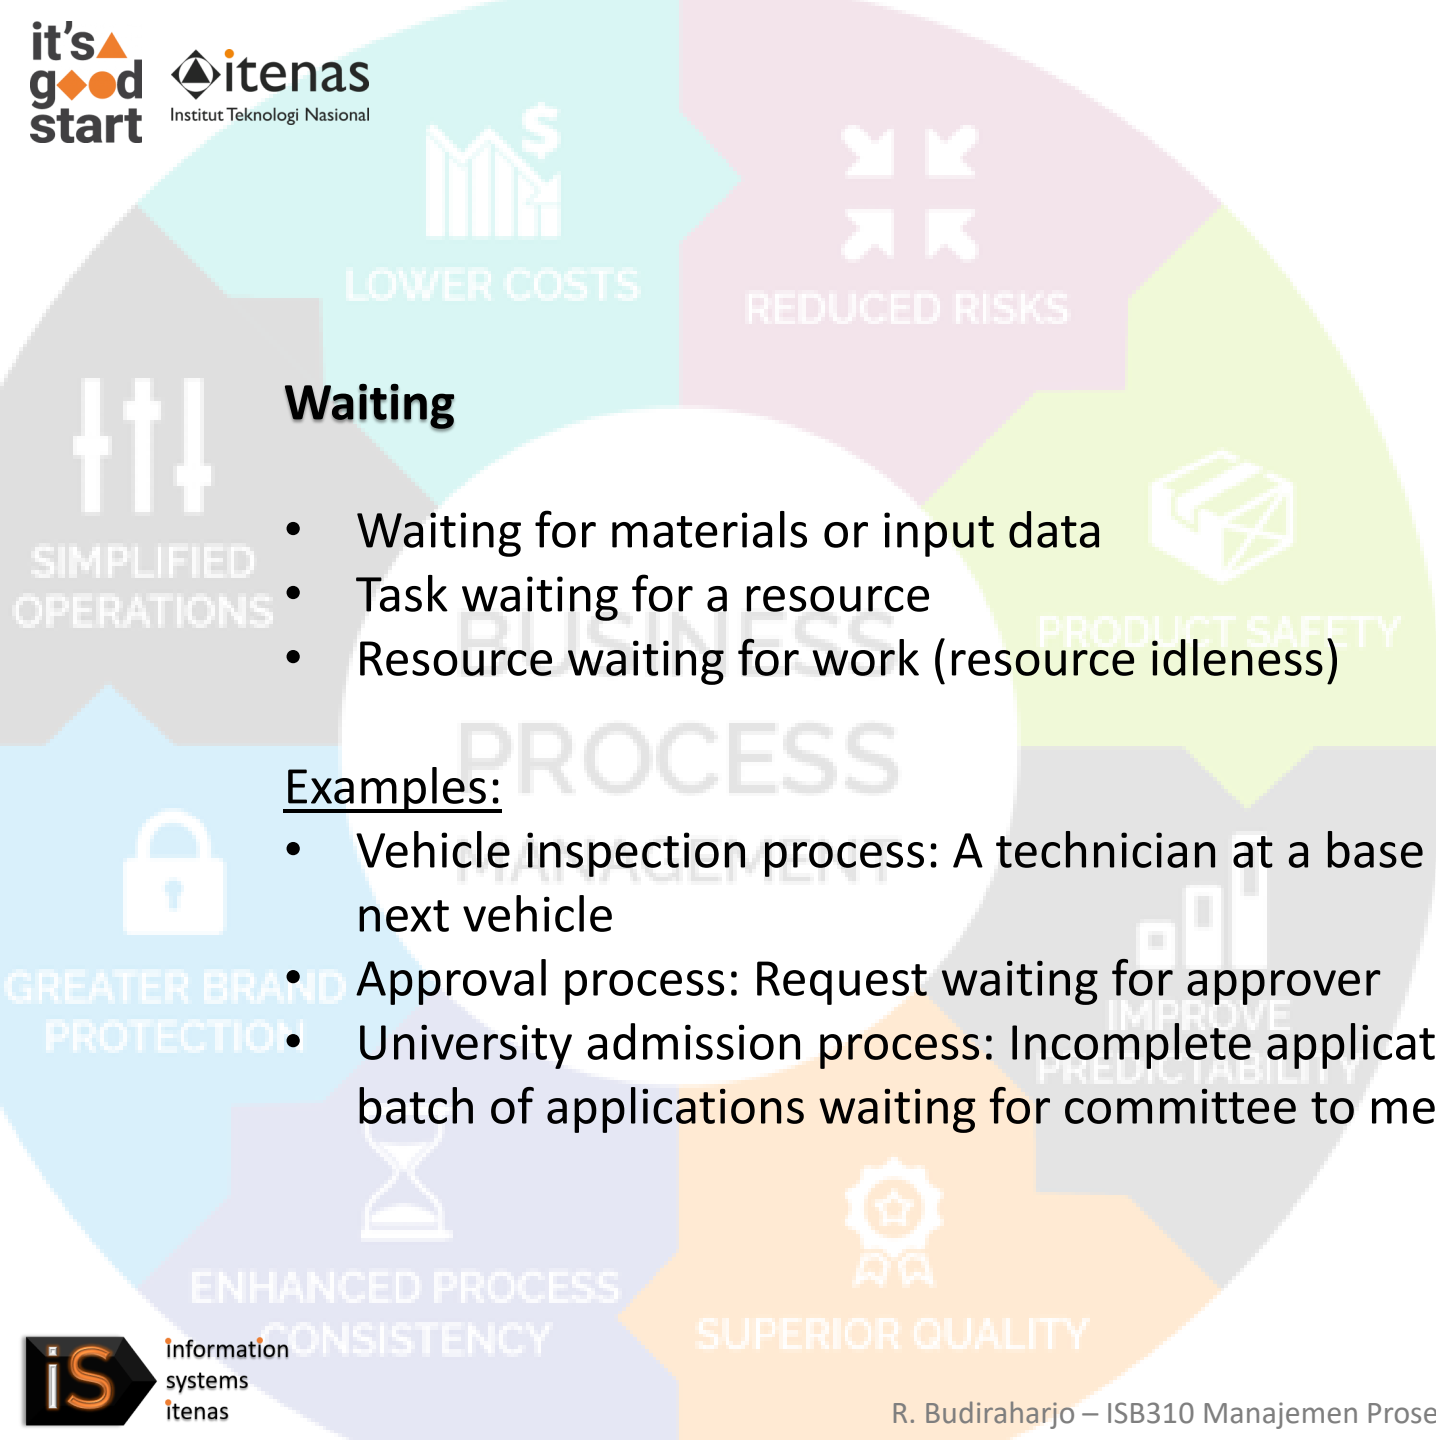 it's a
good
start
itenas
Institut Teknologi Nasional
LOWER COSTS
REDUCED RISKS
Waiting
• Waiting for materials or input data
• Task waiting for a resource
• Resource waiting for work (resource idleness)
SIMPLIFIED
OPERATIONS
PRODUCT SAFETY
BUSINESS
PROCESS
MANAGEMENT
Examples:
• Vehicle inspection process: A technician at a base
next vehicle
• Approval process: Request waiting for approver
• University admission process: Incomplete applicat
batch of applications waiting for committee to me
GREATER BRAND
PROTECTION
IMPROVE
PREDICTABILITY
ENHANCED PROCESS
CONSISTENCY
SUPERIOR QUALITY
iS
information
systems
itenas
R. Budiraharjo – ISB310 Manajemen Prose